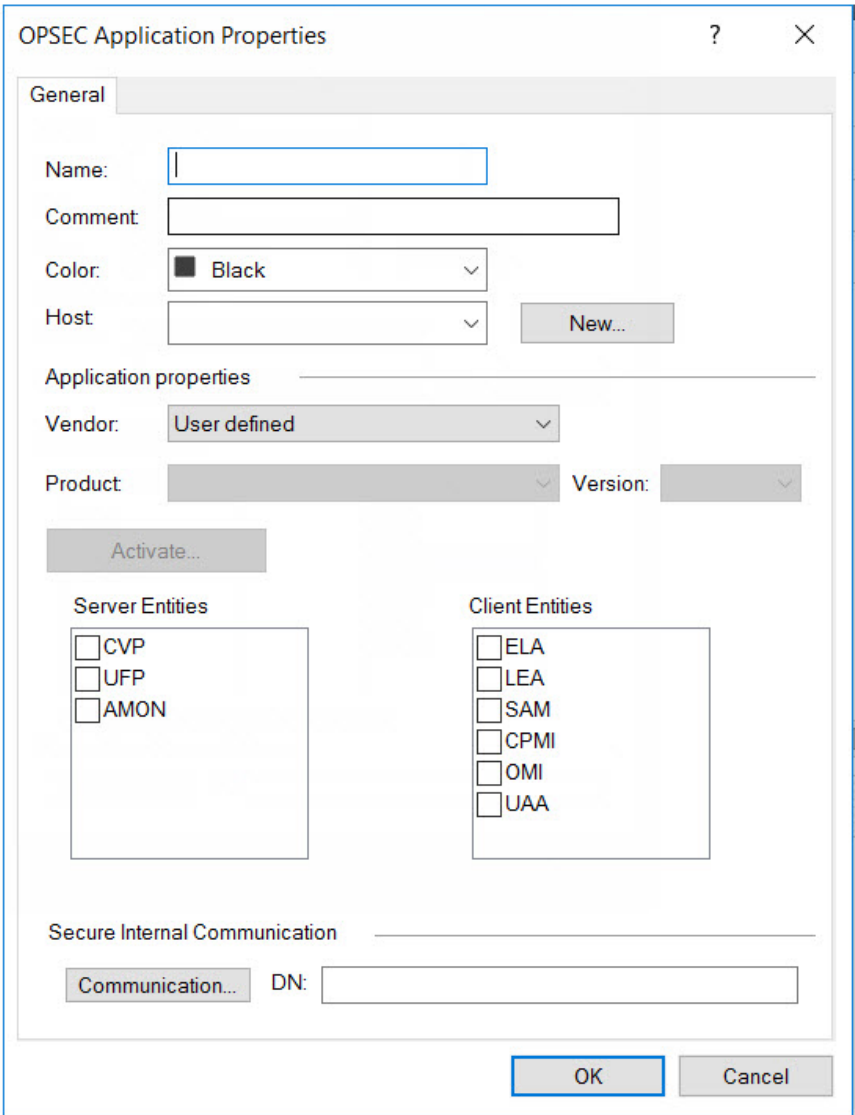 OPSEC Application Properties ? ×
General
Name:
Comment:
Color: Black
Host:
New...
Application properties
Vendor: User defined
Product: Version:
Activate...
Server Entities
CVP
UFP
AMON
Client Entities
ELA
LEA
SAM
CPMI
OMI
UAA
Secure Internal Communication
Communication... DN:
OK Cancel